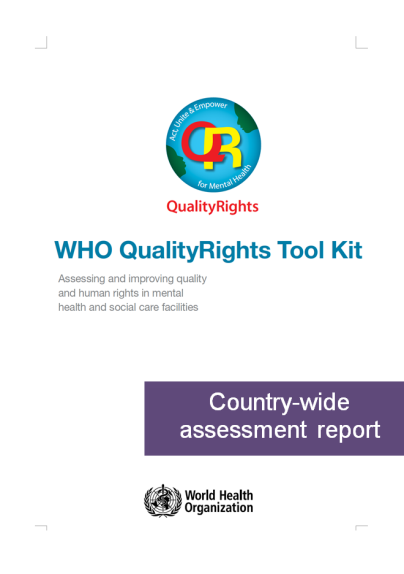 Act, Unite & Empower
QR
for Mental Health
QualityRights
WHO QualityRights Tool Kit
Assessing and improving quality
and human rights in mental
health and social care facilities
Country-wide
assessment report
World Health
Organization